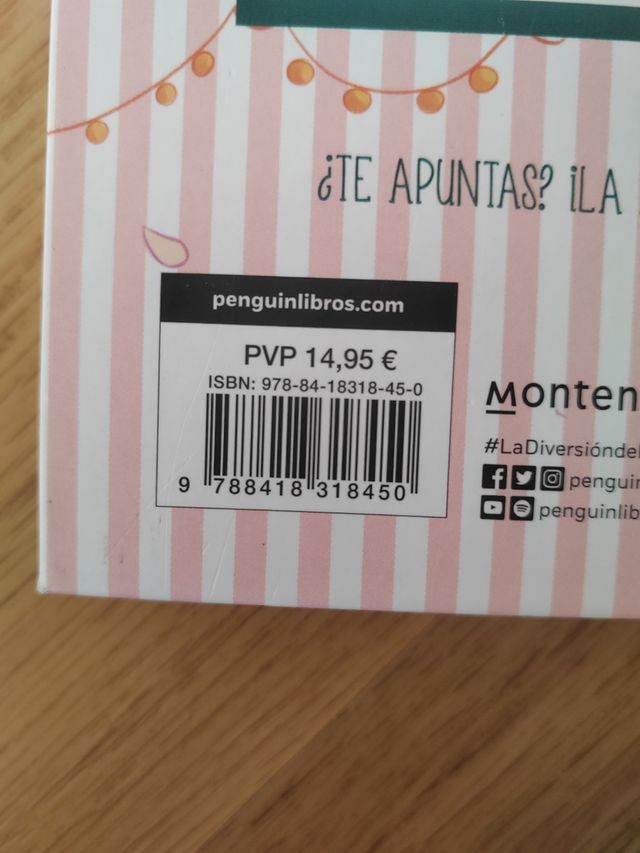 ¿TE APUNTAS? ¡LA
penguinlibros.com
PVP 14,95 €
ISBN: 978-84-18318-45-0
9 788418 318450
Monten
#LaDiversiónde
penguin
penguinlib